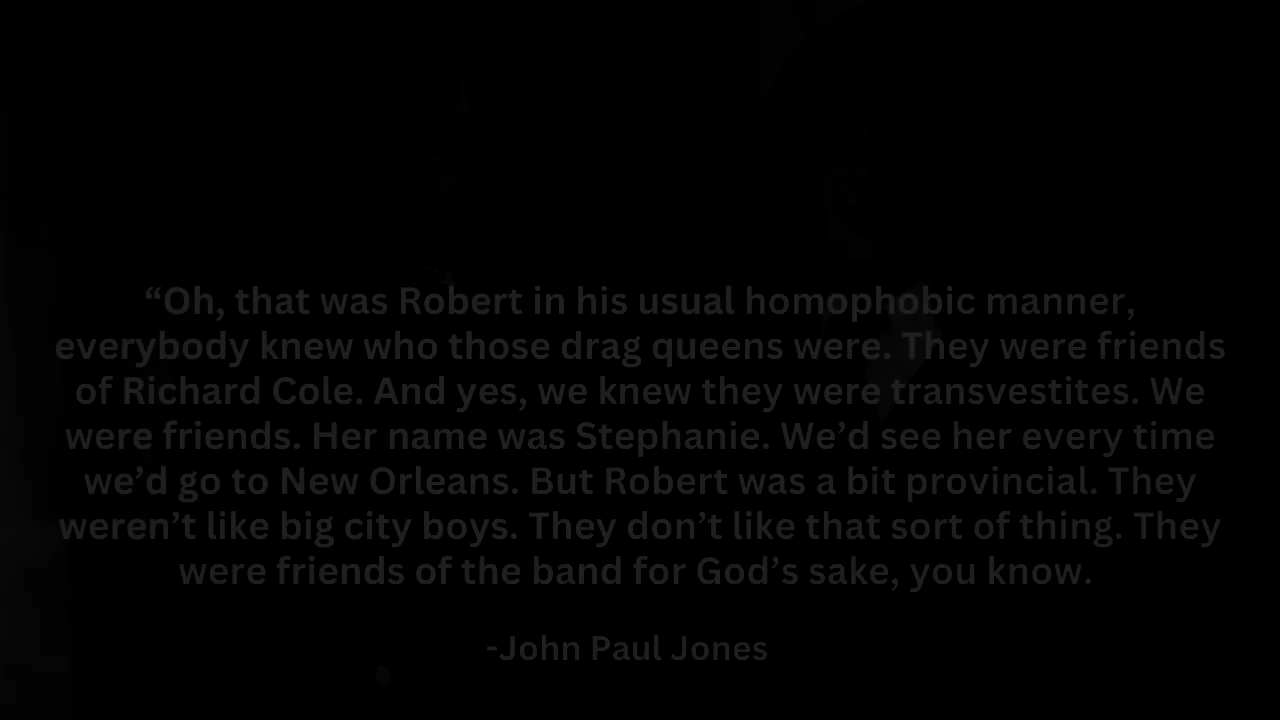 “Oh, that was Robert in his usual homophobic manner,
everybody knew who those drag queens were. They were friends
of Richard Cole. And yes, we knew they were transvestites. We
were friends. Her name was Stephanie. We’d see her every time
we’d go to New Orleans. But Robert was a bit provincial. They
weren’t like big city boys. They don’t like that sort of thing. They
were friends of the band for God’s sake, you know.
-John Paul Jones